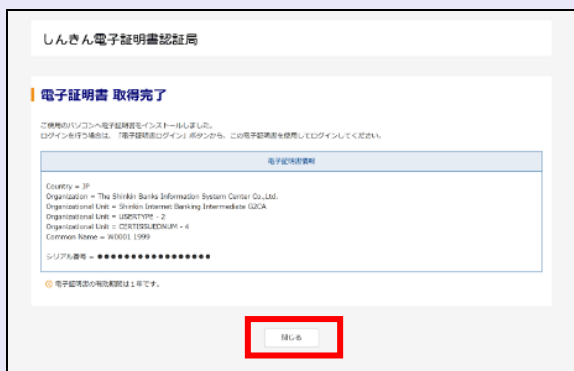 しんきん電子証明書認証局
電子証明書 取得完了
ご使用のパソコンへ電子証明書をインストールしました。
ログインを行う場合は、「電子証明書ログイン」ボタンから、この電子証明書を使用してログインしてください。
電子証明書情報
Country = JP
Organization = The Shinkin Banks Information System Center Co.,Ltd.
Organizational Unit = Shinkin Internet Banking Intermediate G2CA
Organizational Unit = USERTYPE - 2
Organizational Unit = CERTISSUEDNUM - 4
Common Name = W0001 1999
シリアル番号 = ●●●●●●●●●●●●●●●●●
電子証明書の有効期間は１年です。
閉じる